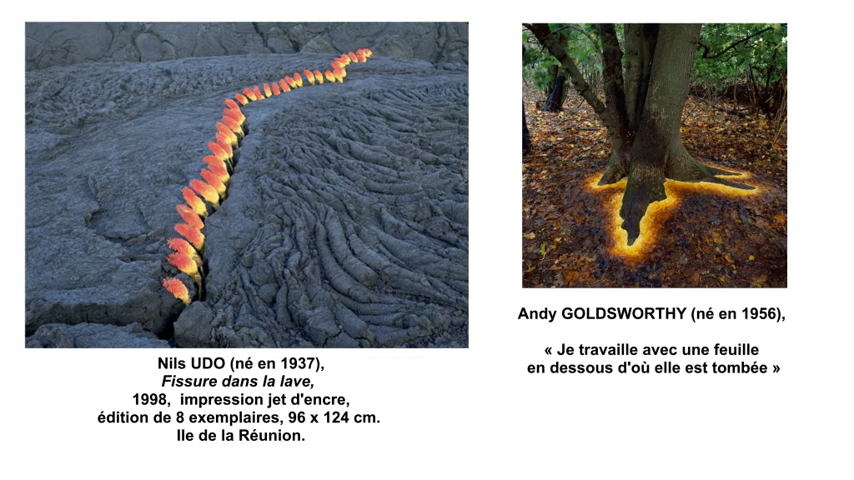 Nils UDO (né en 1937),
Fissure dans la lave,
1998, impression jet d'encre,
édition de 8 exemplaires, 96 x 124 cm.
Ile de la Réunion.
Andy GOLDSWORTHY (né en 1956),
« Je travaille avec une feuille
en dessous d'où elle est tombée »